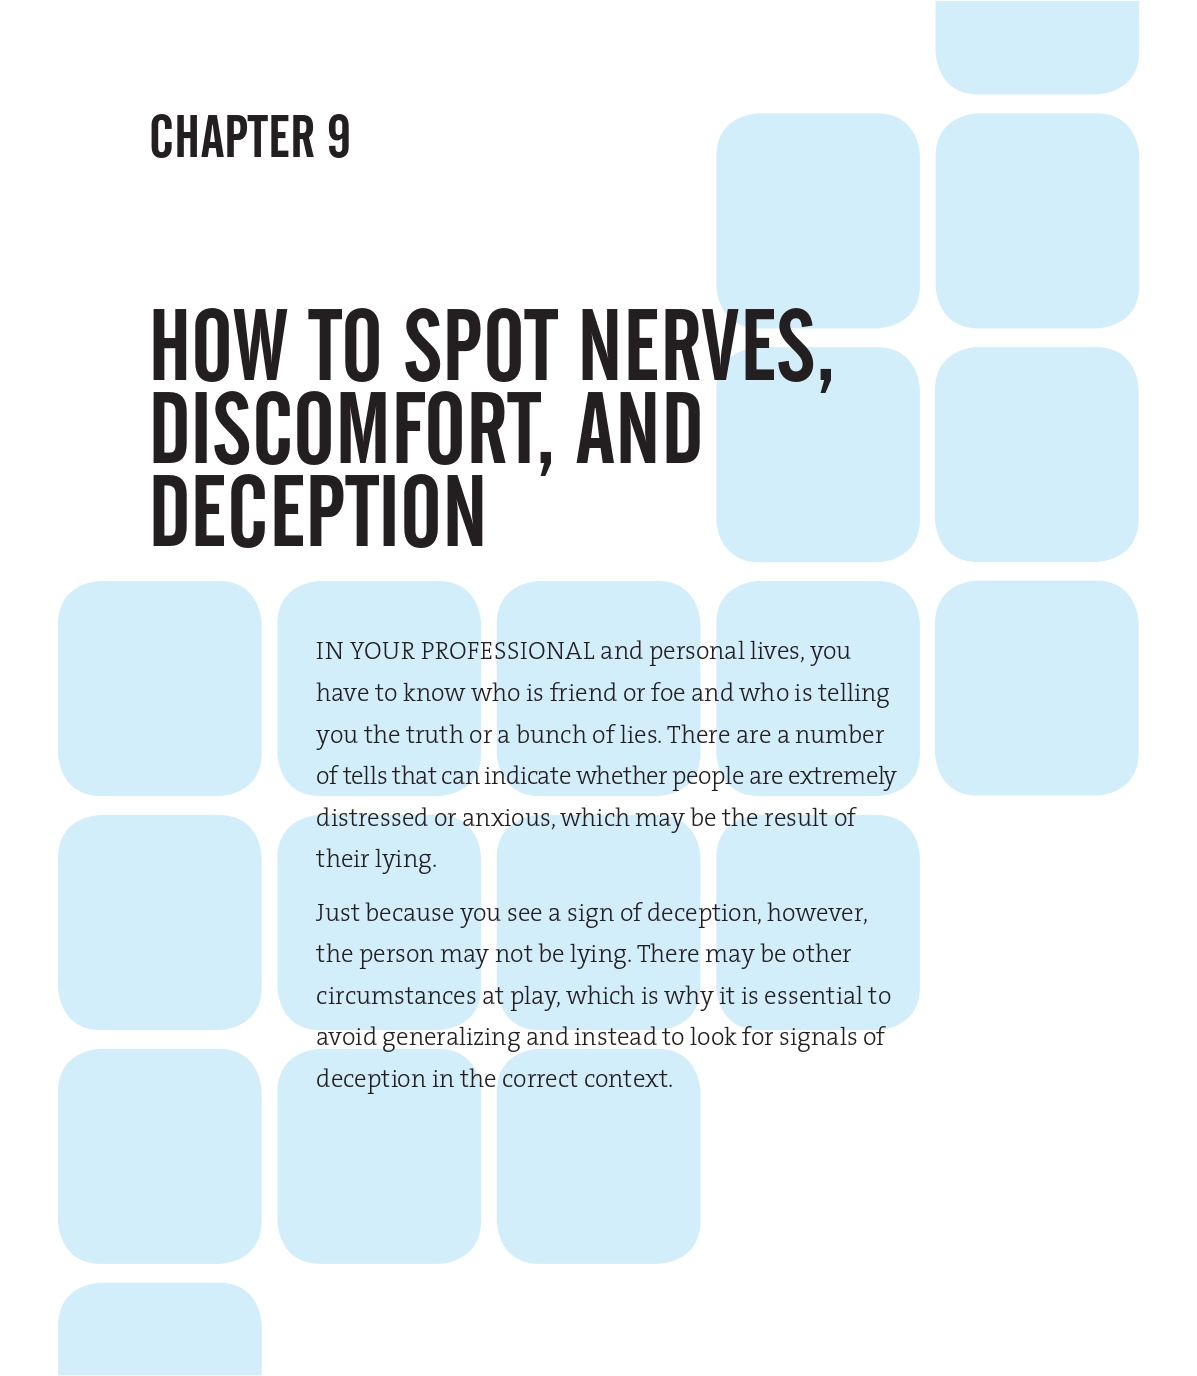 CHAPTER 9
HOW TO SPOT NERVES,
DISCOMFORT, AND
DECEPTION
IN YOUR PROFESSIONAL and personal lives, you
have to know who is friend or foe and who is telling
you the truth or a bunch of lies. There are a number
of tells that can indicate whether people are extremely
distressed or anxious, which may be the result of
their lying.
Just because you see a sign of deception, however,
the person may not be lying. There may be other
circumstances at play, which is why it is essential to
avoid generalizing and instead to look for signals of
deception in the correct context.